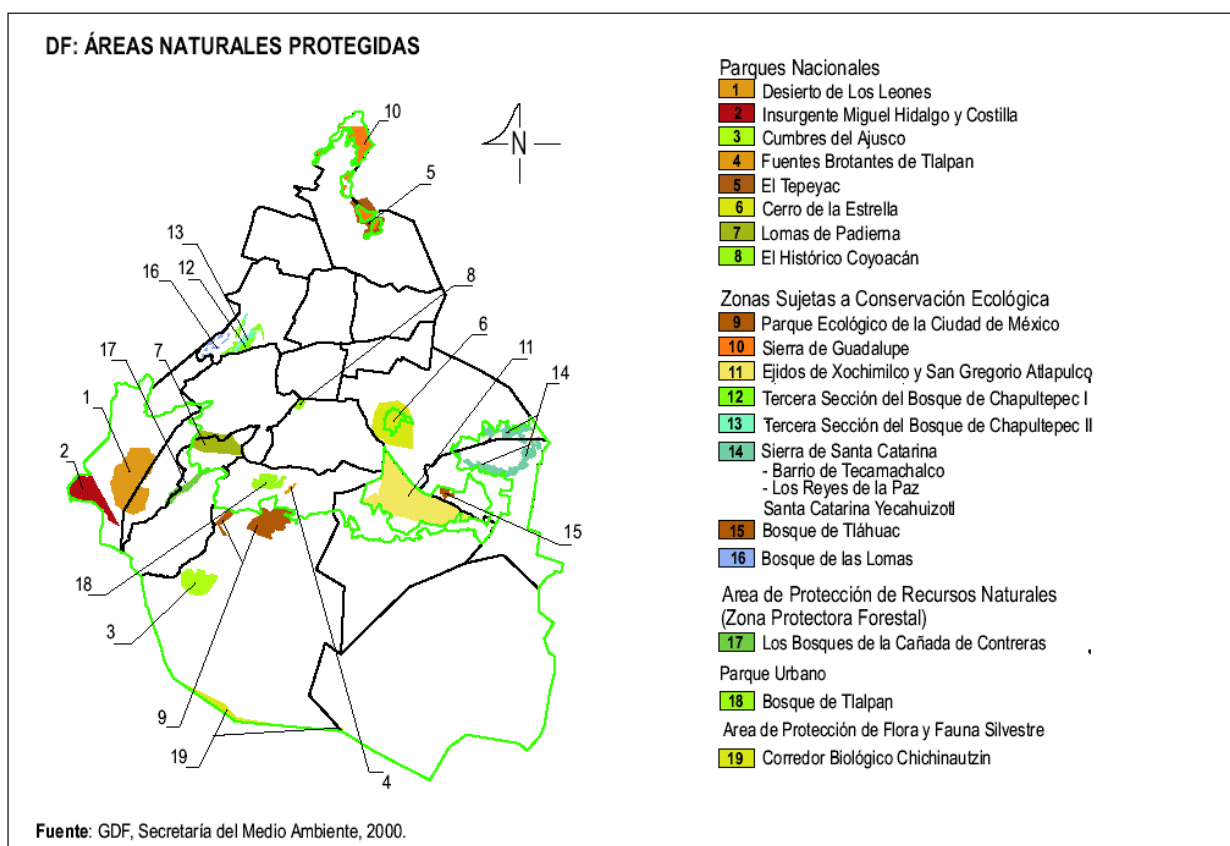 DF: ÁREAS NATURALES PROTEGIDAS
N
10
5
13
12
16
8
6
11
17
7
14
1
2
15
18
3
9
19
4
Parques Nacionales
1 Desierto de Los Leones
2 Insurgente Miguel Hidalgo y Costilla
3 Cumbres del Ajusco
4 Fuentes Brotantes de Tlalpan
5 El Tepeyac
6 Cerro de la Estrella
7 Lomas de Padierna
8 El Histórico Coyoacán
Zonas Sujetas a Conservación Ecológica
9 Parque Ecológico de la Ciudad de México
10 Sierra de Guadalupe
11 Ejidos de Xochimilco y San Gregorio Atlapulco
12 Tercera Sección del Bosque de Chapultepec I
13 Tercera Sección del Bosque de Chapultepec II
14 Sierra de Santa Catarina
- Barrio de Tecamachalco
- Los Reyes de la Paz
Santa Catarina Yecahuizotl
15 Bosque de Tláhuac
16 Bosque de las Lomas
Area de Protección de Recursos Naturales
(Zona Protectora Forestal)
17 Los Bosques de la Cañada de Contreras
Parque Urbano
18 Bosque de Tlalpan
Area de Protección de Flora y Fauna Silvestre
19 Corredor Biológico Chichinautzin
Fuente: GDF, Secretaría del Medio Ambiente, 2000.